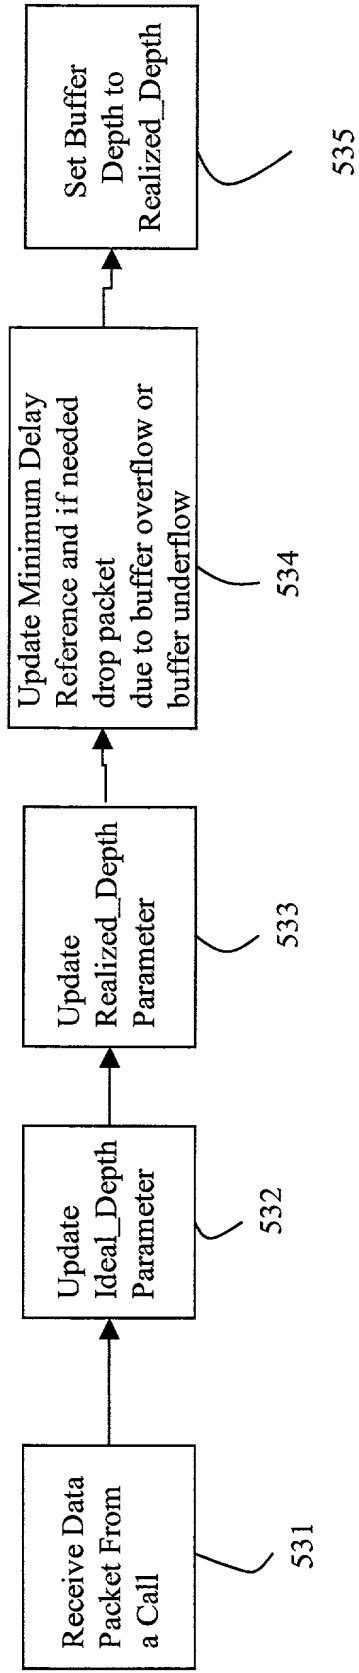 Receive Data
Packet From
a Call
531
Update
Ideal_Depth
Parameter
532
Update
Realized_Depth
Parameter
533
Update Minimum Delay
Reference and if needed
drop packet
due to buffer overflow or
buffer underflow
534
Set Buffer
Depth to
Realized_Depth
535